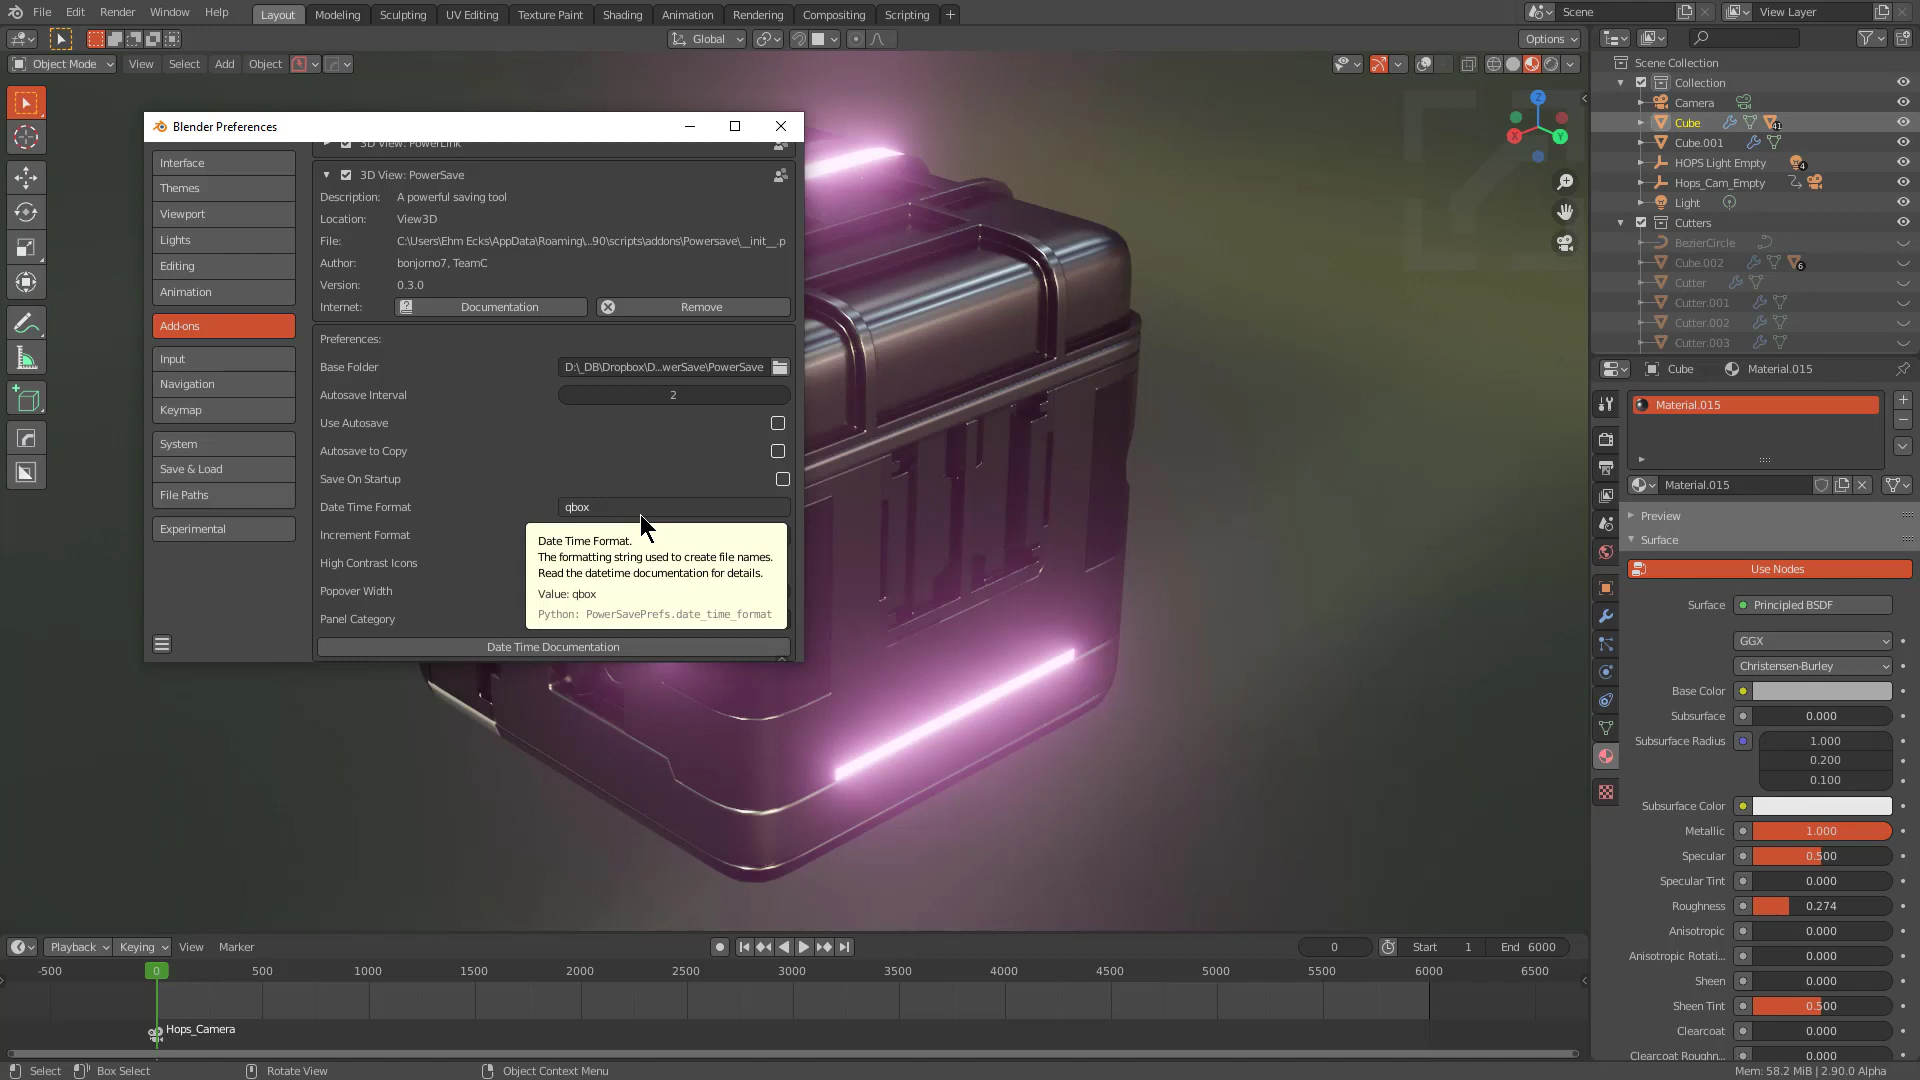 File Edit Render Window Help Layout Modeling Sculpting UV Editing Texture Paint Shading Animation Rendering Compositing Scripting + Scene View Layer
Global Options
Object Mode View Select Add Object
Scene Collection
Collection
Camera
Cube 41
Cube.001
HOPS Light Empty 4
Hops_Cam_Empty
Light
Cutters
BezierCircle
Cube.002 6
Cutter
Cutter.001
Cutter.002
Cutter.003
Z
X Y
Blender Preferences
Interface
Themes
Viewport
Lights
Editing
Animation
Add-ons
Input
Navigation
Keymap
System
Save & Load
File Paths
Experimental
3D View: PowerLink
3D View: PowerSave
Description: A powerful saving tool
Location: View3D
File: C:\Users\Ehm Ecks\AppData\Roaming\..90\scripts\addons\Powersave\__init__.p
Author: bonjorno7, TeamC
Version: 0.3.0
Internet: Documentation Remove
Preferences:
Base Folder D:\_DB\Dropbox\D...werSave\PowerSave
Autosave Interval 2
Use Autosave
Autosave to Copy
Save On Startup
Date Time Format qbox
Increment Format
High Contrast Icons
Popover Width
Panel Category
Date Time Documentation
Date Time Format.
The formatting string used to create file names.
Read the datetime documentation for details.
Value: qbox
Python: PowerSavePrefs.date_time_format
Cube Material.015
Material.015
Material.015
Preview
Surface
Use Nodes
Surface Principled BSDF
GGX
Christensen-Burley
Base Color
Subsurface 0.000
Subsurface Radius 1.000
0.200
0.100
Subsurface Color
Metallic 1.000
Specular 0.500
Specular Tint 0.000
Roughness 0.274
Anisotropic 0.000
Anisotropic Rotati... 0.000
Sheen 0.000
Sheen Tint 0.500
Clearcoat 0.000
Clearcoat Roughn... 0.000
Playback Keying View Marker 0 Start 1 End 6000
-500 0 500 1000 1500 2000 2500 3000 3500 4000 4500 5000 5500 6000 6500
Hops_Camera
Select Box Select Rotate View Object Context Menu Mem: 58.2 MiB | 2.90.0 Alpha